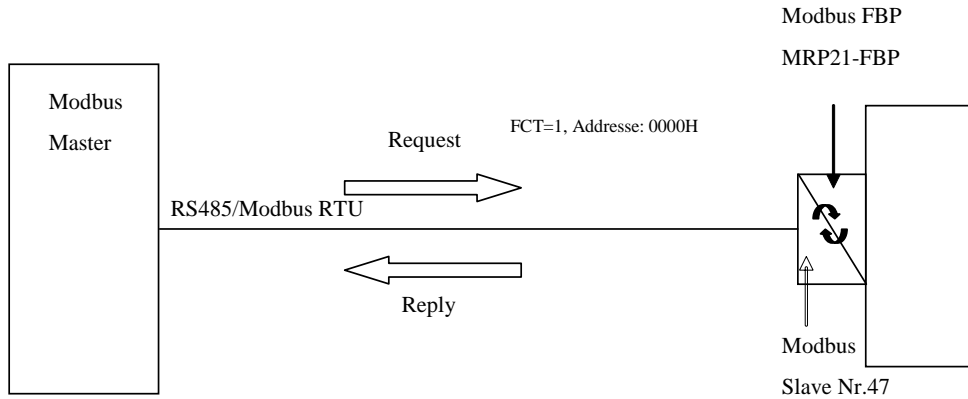 Modbus FBP
MRP21-FBP
Modbus
Master
FCT=1, Addresse: 0000H
Request
RS485/Modbus RTU
Reply
Modbus
Slave Nr.47